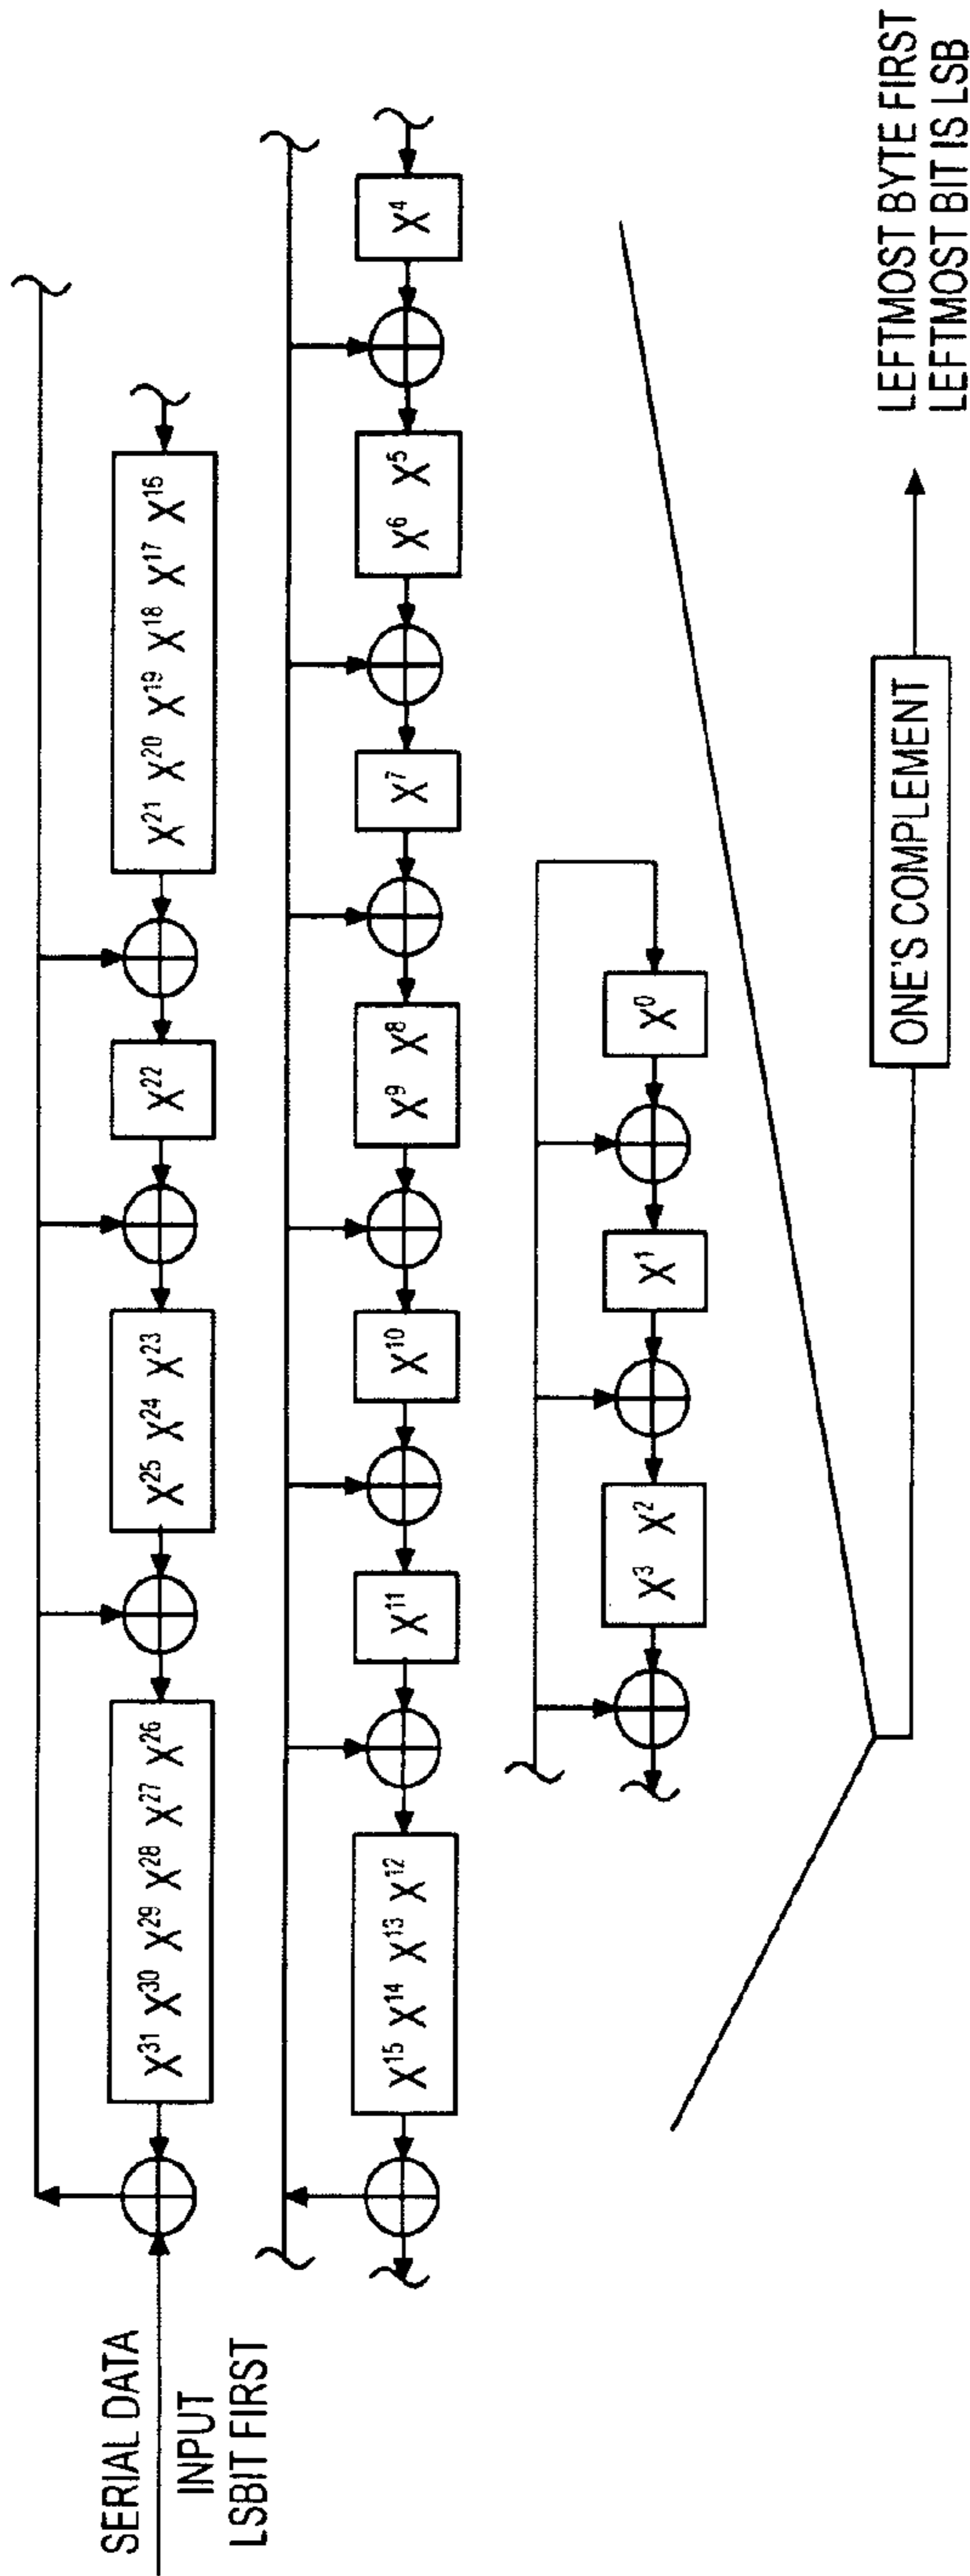 SERIAL DATA
INPUT
LSBIT FIRST
X³¹ X³⁰ X²⁹ X²⁸ X²⁷ X²⁶
X²⁵ X²⁴ X²³
X²²
X²¹ X²⁰ X¹⁹ X¹⁸ X¹⁷ X¹⁶
X¹⁵ X¹⁴ X¹³ X¹²
X¹¹
X¹⁰
X⁹ X⁸
X⁷
X⁶ X⁵
X⁴
X³ X²
X¹
X⁰
ONE'S COMPLEMENT
LEFTMOST BYTE FIRST
LEFTMOST BIT IS LSB